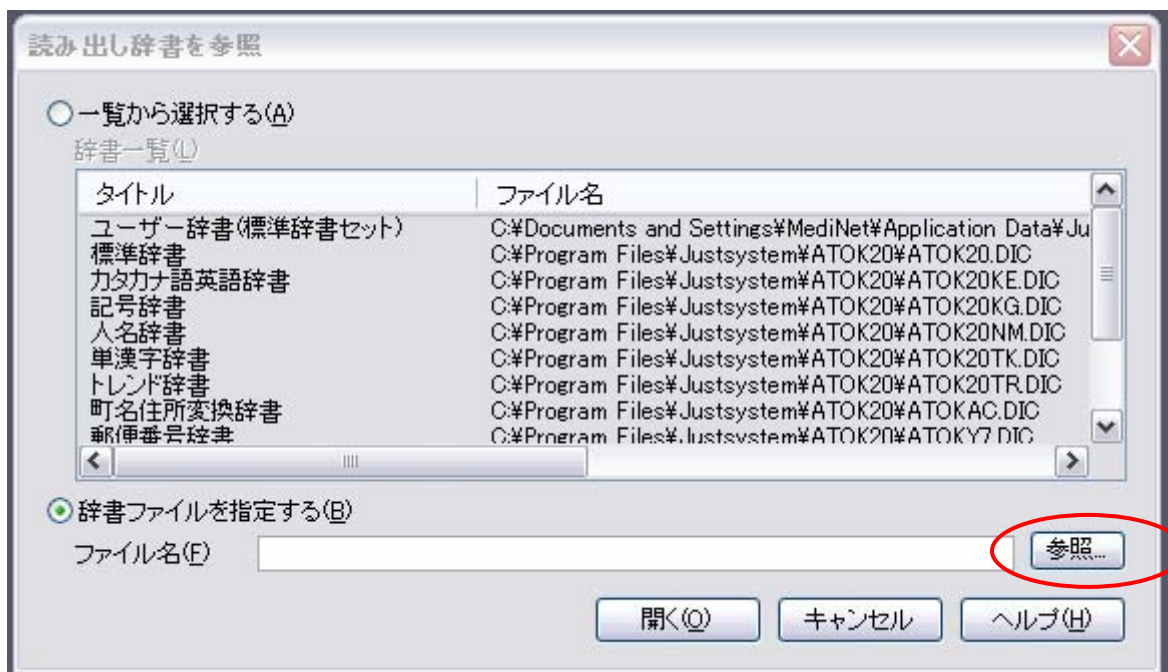 読み出し辞書を参照
一覧から選択する(A)
辞書一覧(L)
タイトル ファイル名
ユーザー辞書(標準辞書セット) C:¥Documents and Settings¥MediNet¥Application Data¥Ju
標準辞書 C:¥Program Files¥Justsystem¥ATOK20¥ATOK20.DIC
カタカナ語英語辞書 C:¥Program Files¥Justsystem¥ATOK20¥ATOK20KE.DIC
記号辞書 C:¥Program Files¥Justsystem¥ATOK20¥ATOK20KG.DIC
人名辞書 C:¥Program Files¥Justsystem¥ATOK20¥ATOK20NM.DIC
単漢字辞書 C:¥Program Files¥Justsystem¥ATOK20¥ATOK20TK.DIC
トレンド辞書 C:¥Program Files¥Justsystem¥ATOK20¥ATOK20TR.DIC
町名住所変換辞書 C:¥Program Files¥Justsystem¥ATOK20¥ATOKAC.DIC
郵便番号辞書 C:¥Program Files¥Justsystem¥ATOK20¥ATOKY7.DIC
辞書ファイルを指定する(B)
ファイル名(F) 参照...
開く(O) キャンセル ヘルプ(H)